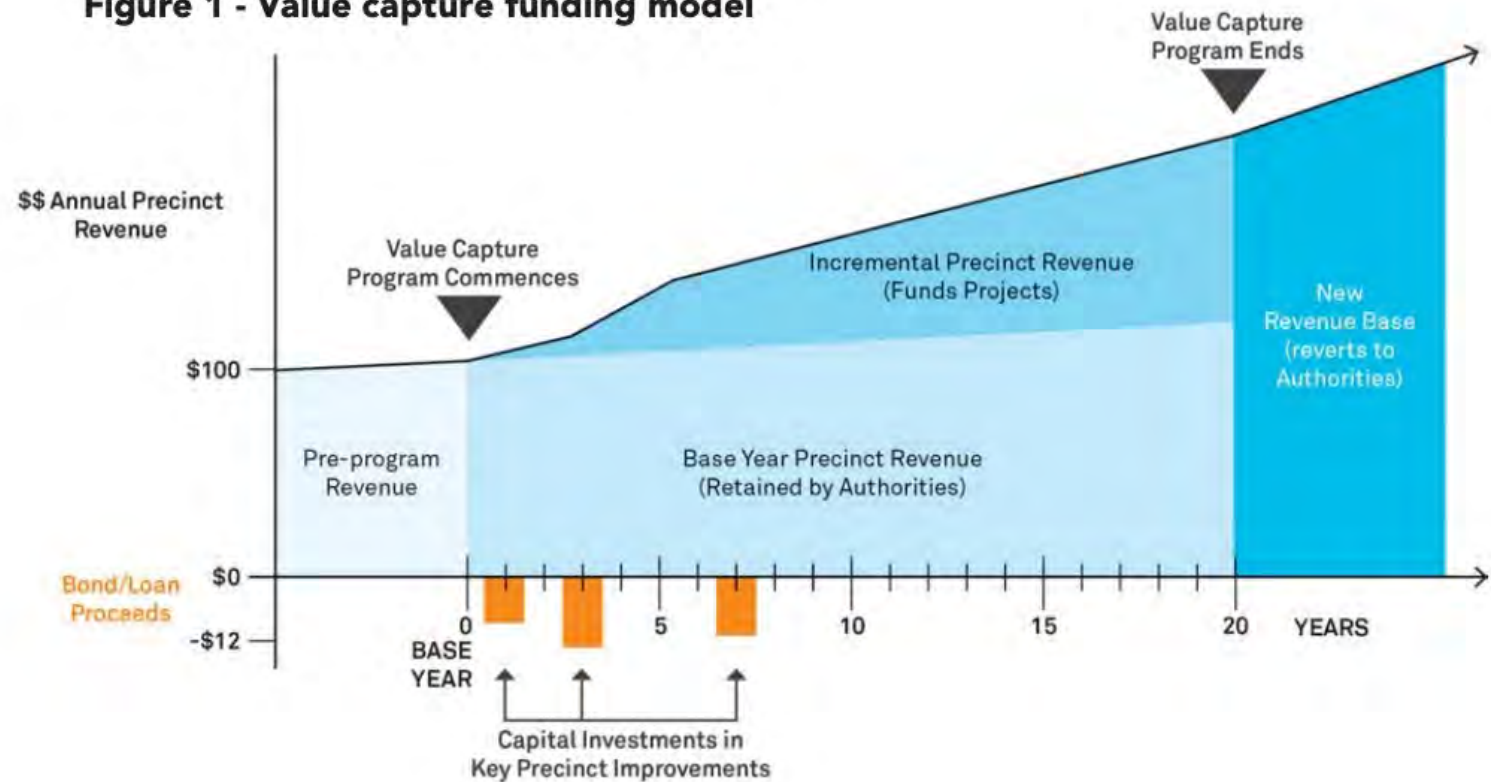 Figure 1 - Value capture funding model
Value Capture
Program Ends
$$ Annual Precinct
Revenue
Value Capture
Program Commences
Incremental Precinct Revenue
(Funds Projects)
New
Revenue Base
(reverts to
Authorities)
$100
Pre-program
Revenue
Base Year Precinct Revenue
(Retained by Authorities)
Bond/Loan
Proceeds
$0
-$12
0
5
10
15
20
YEARS
BASE
YEAR
Capital Investments in
Key Precinct Improvements